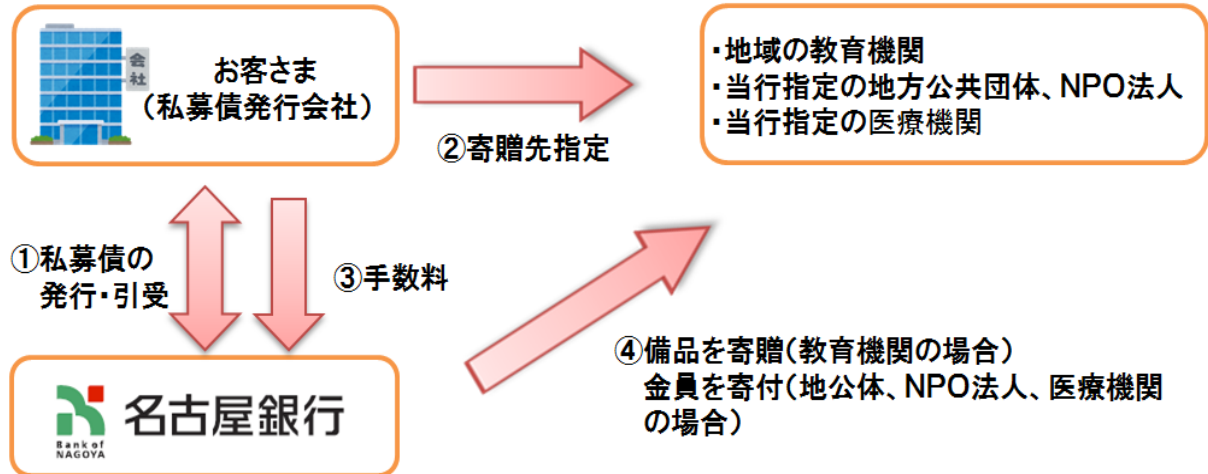 会
社
お客さま
（私募債発行会社）
②寄贈先指定
・地域の教育機関
・当行指定の地方公共団体、NPO法人
・当行指定の医療機関
①私募債の
発行・引受
③手数料
④備品を寄贈（教育機関の場合）
金員を寄付（地公体、NPO法人、医療機関
の場合）
Bank of
NAGOYA
名古屋銀行